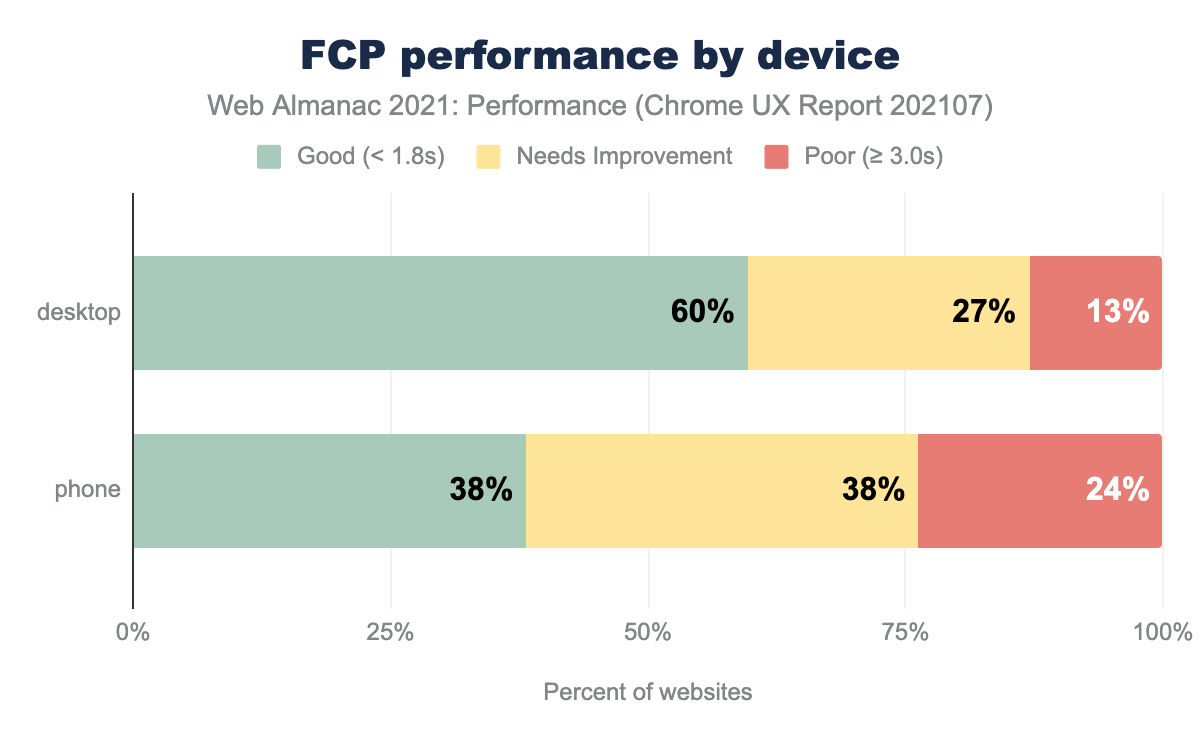 FCP performance by device
Web Almanac 2021: Performance (Chrome UX Report 202107)
Good (< 1.8s) Needs Improvement Poor (≥ 3.0s)
desktop 60% 27% 13%
phone 38% 38% 24%
0% 25% 50% 75% 100%
Percent of websites